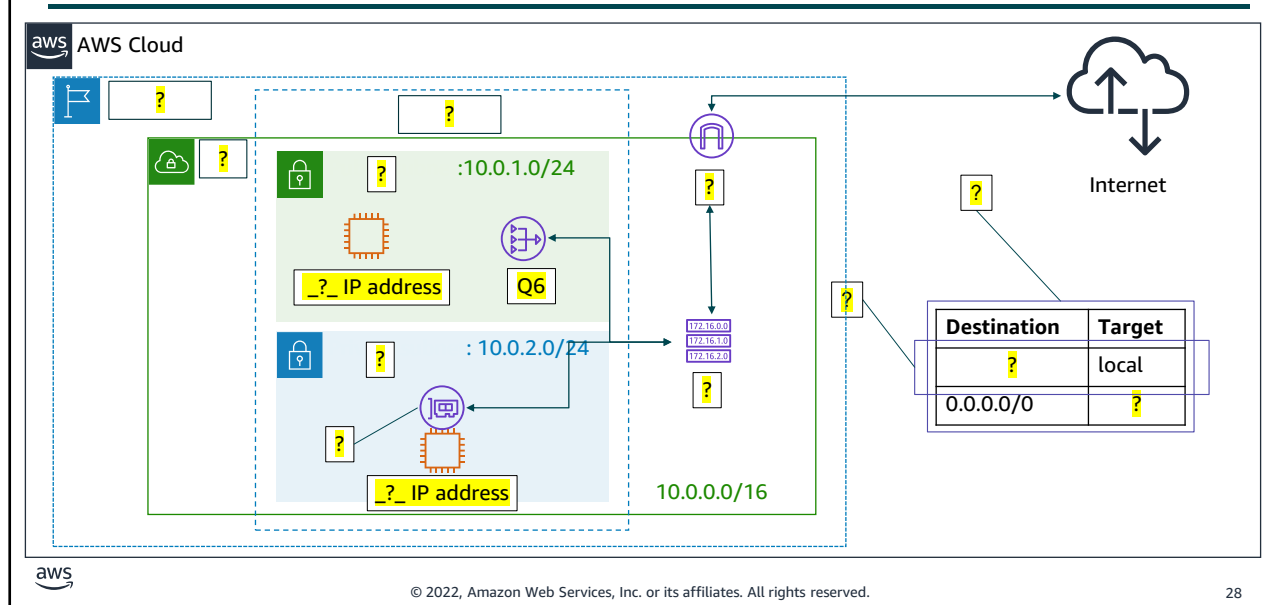 aws
AWS Cloud
?
?
?
?
:10.0.1.0/24
?
Internet
?
_?_ IP address
Q6
?
172.16.0.0
172.16.1.0
172.16.2.0
?
?
: 10.0.2.0/24
?
_?_ IP address
10.0.0.0/16
Destination Target
? local
0.0.0.0/0 ?
aws
© 2022, Amazon Web Services, Inc. or its affiliates. All rights reserved.
28